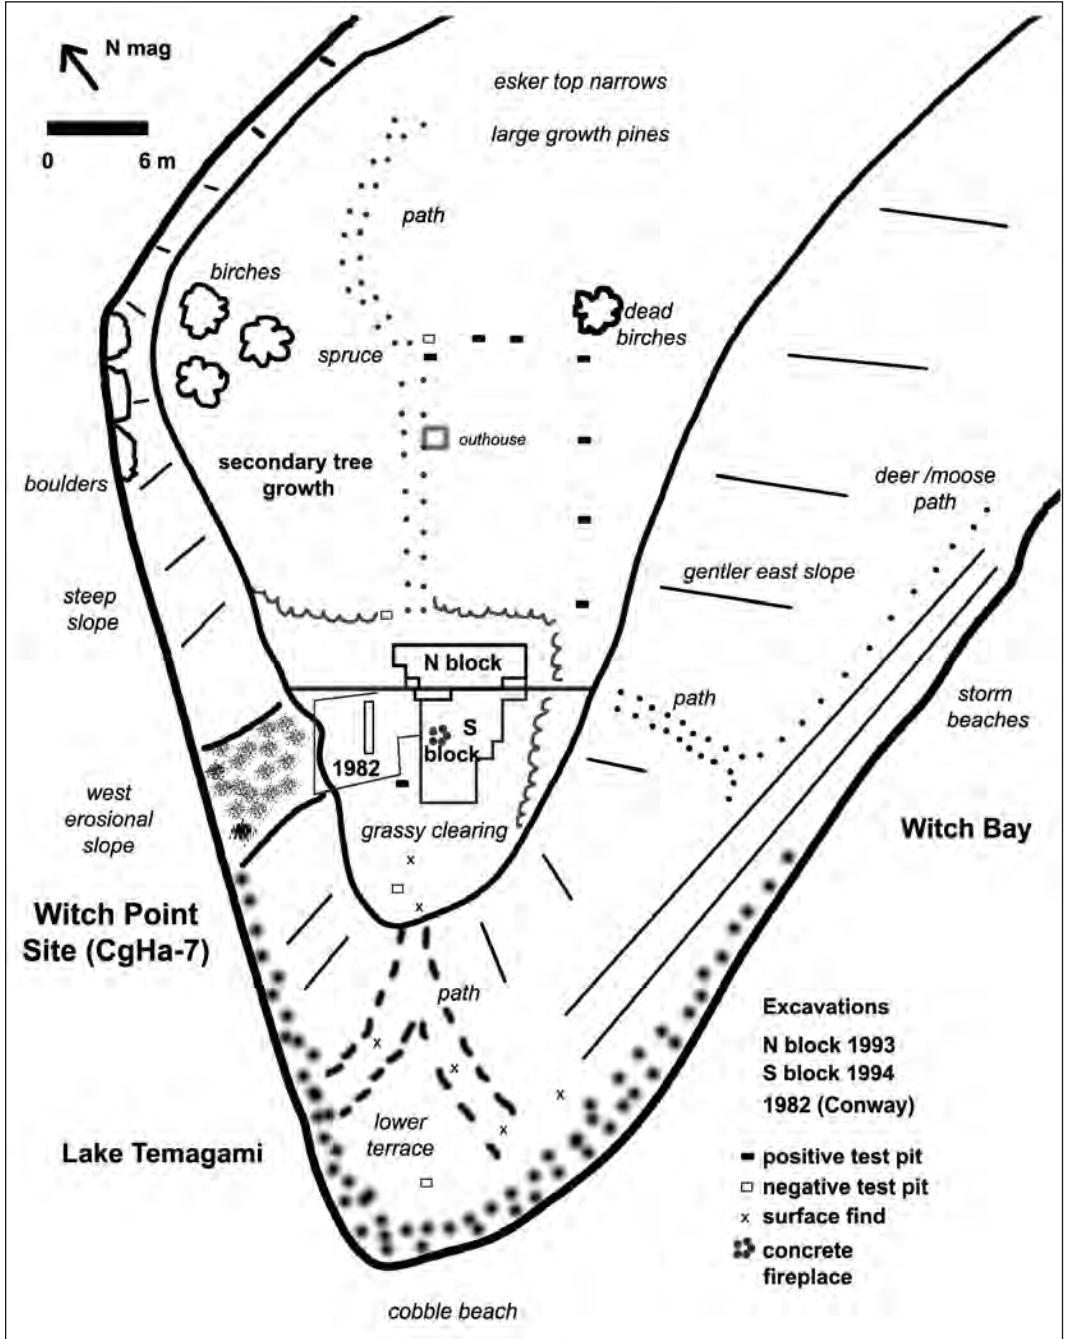 N mag
0 6 m
esker top narrows
large growth pines
path
birches
dead
birches
spruce
outhouse
secondary tree
growth
boulders
deer /moose
path
steep
slope
gentler east slope
N block
path
storm
beaches
S
block
1982
west
erosional
slope
grassy clearing
Witch Bay
Witch Point
Site (CgHa-7)
path
Excavations
N block 1993
S block 1994
1982 (Conway)
lower
terrace
Lake Temagami
positive test pit
negative test pit
x surface find
concrete
fireplace
cobble beach
x
x
x
x
x
x